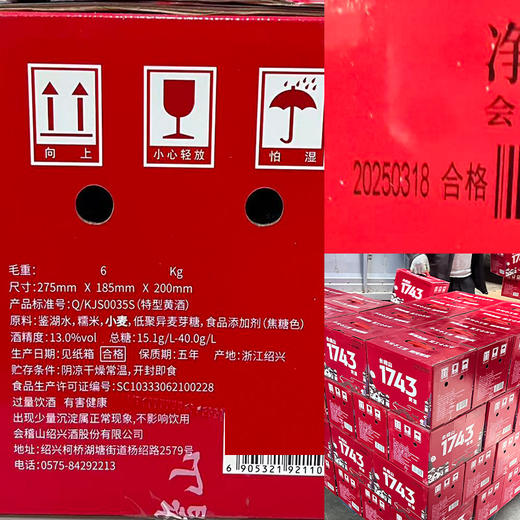 向上
小心轻放
怕湿
毛重: 6 Kg
尺寸:275mm X 185mm X 200mm
产品标准号:Q/KJS0035S(特型黄酒)
原料:鉴湖水,糯米,小麦,低聚异麦芽糖,食品添加剂(焦糖色)
酒精度:13.0%vol 总糖:15.1g/L-40.0g/L
生产日期:见纸箱 合格 保质期:五年 产地:浙江绍兴
贮存条件:阴凉干燥常温,开封即食
食品生产许可证编号:SC10333062100228
过量饮酒 有害健康
出现少量沉淀属正常现象,不影响饮用
会稽山绍兴酒股份有限公司
地址:绍兴柯桥湖塘街道杨绍路2579号
电话:0575-84292213
6 905321 92110
净
会
20250318 合格
1743
1743
1743
1743